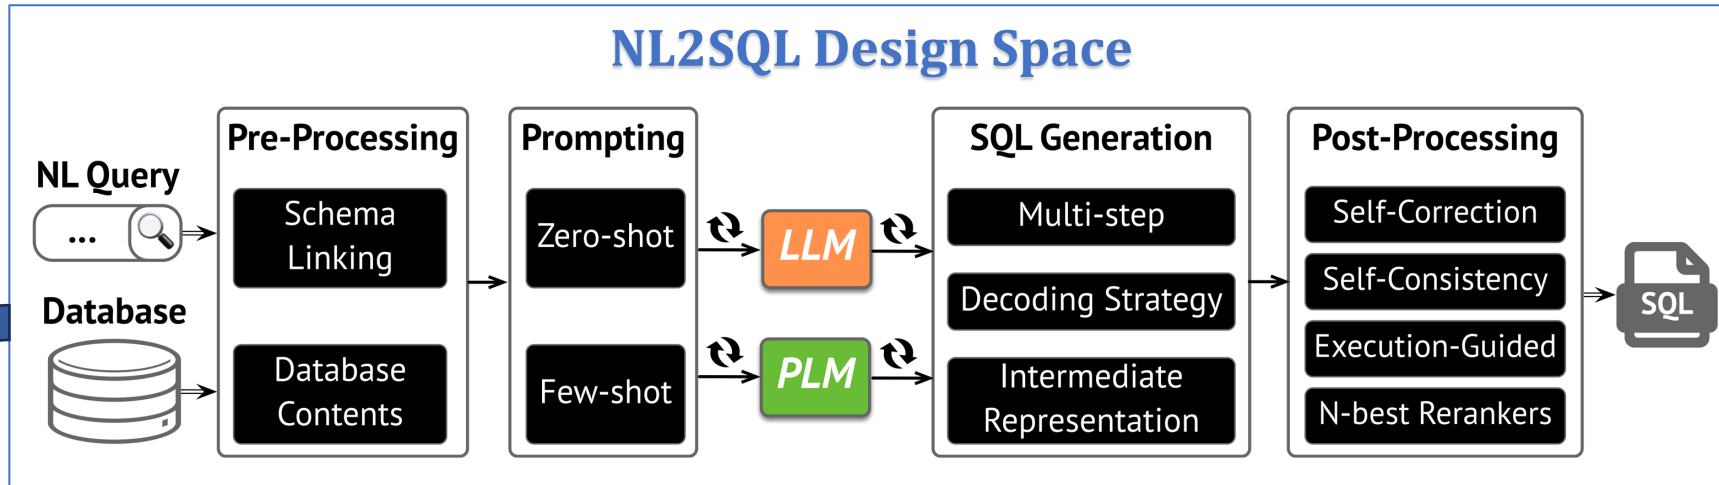 NL2SQL Design Space
NL Query
...
Database
Pre-Processing
Schema
Linking
Database
Contents
Prompting
Zero-shot
Few-shot
LLM
PLM
SQL Generation
Multi-step
Decoding Strategy
Intermediate
Representation
Post-Processing
Self-Correction
Self-Consistency
Execution-Guided
N-best Rerankers
SQL